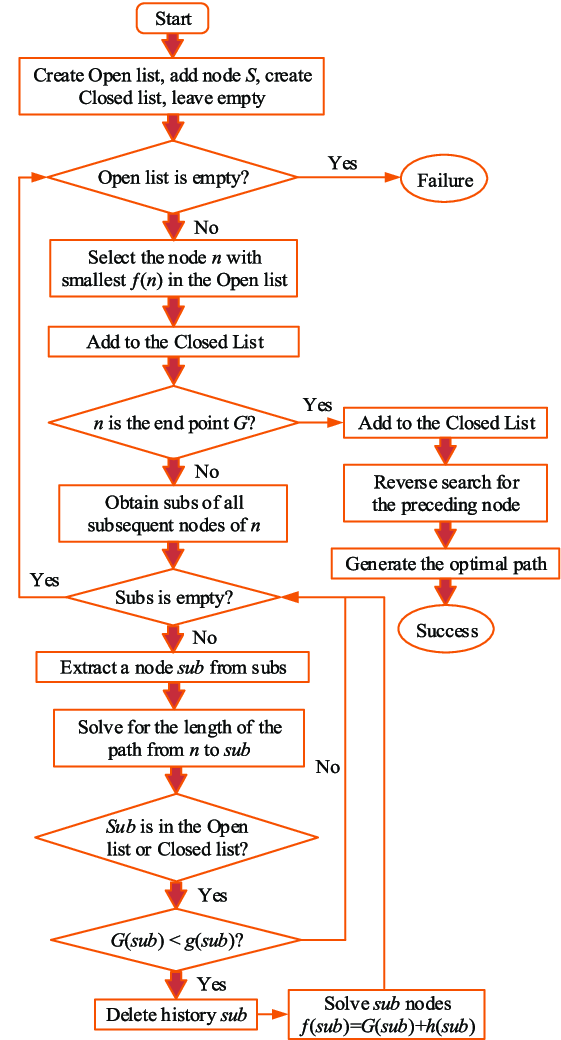 Start
Create Open list, add node S, create
Closed list, leave empty
Open list is empty?
Yes
Failure
No
Select the node n with
smallest f(n) in the Open list
Add to the Closed List
n is the end point G?
Yes
Add to the Closed List
No
Reverse search for
the preceding node
Obtain subs of all
subsequent nodes of n
Generate the optimal path
Yes
Subs is empty?
Success
No
Extract a node sub from subs
Solve for the length of the
path from n to sub
No
Sub is in the Open
list or Closed list?
Yes
G(sub) < g(sub)?
Yes
Delete history sub
Solve sub nodes
f(sub)=G(sub)+h(sub)